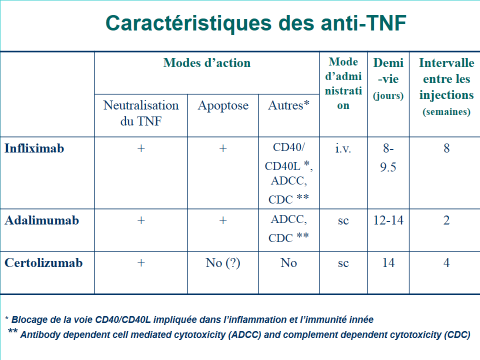 Caractéristiques des anti-TNF
Modes d'action
Mode d'admi nistrati on
Demi -vie (jours)
Intervalle entre les injections (semaines)
Neutralisation du TNF
Apoptose
Autres*
Infliximab
+
+
CD40/
CD40L *,
ADCC,
CDC **
i.v.
8-
9.5
8
Adalimumab
+
+
ADCC,
CDC **
sc
12-14
2
Certolizumab
+
No (?)
No
sc
14
4
* Blocage de la voie CD40/CD40L impliquée dans l'inflammation et l'immunité innée
** Antibody dependent cell mediated cytotoxicity (ADCC) and complement dependent cytotoxicity (CDC)